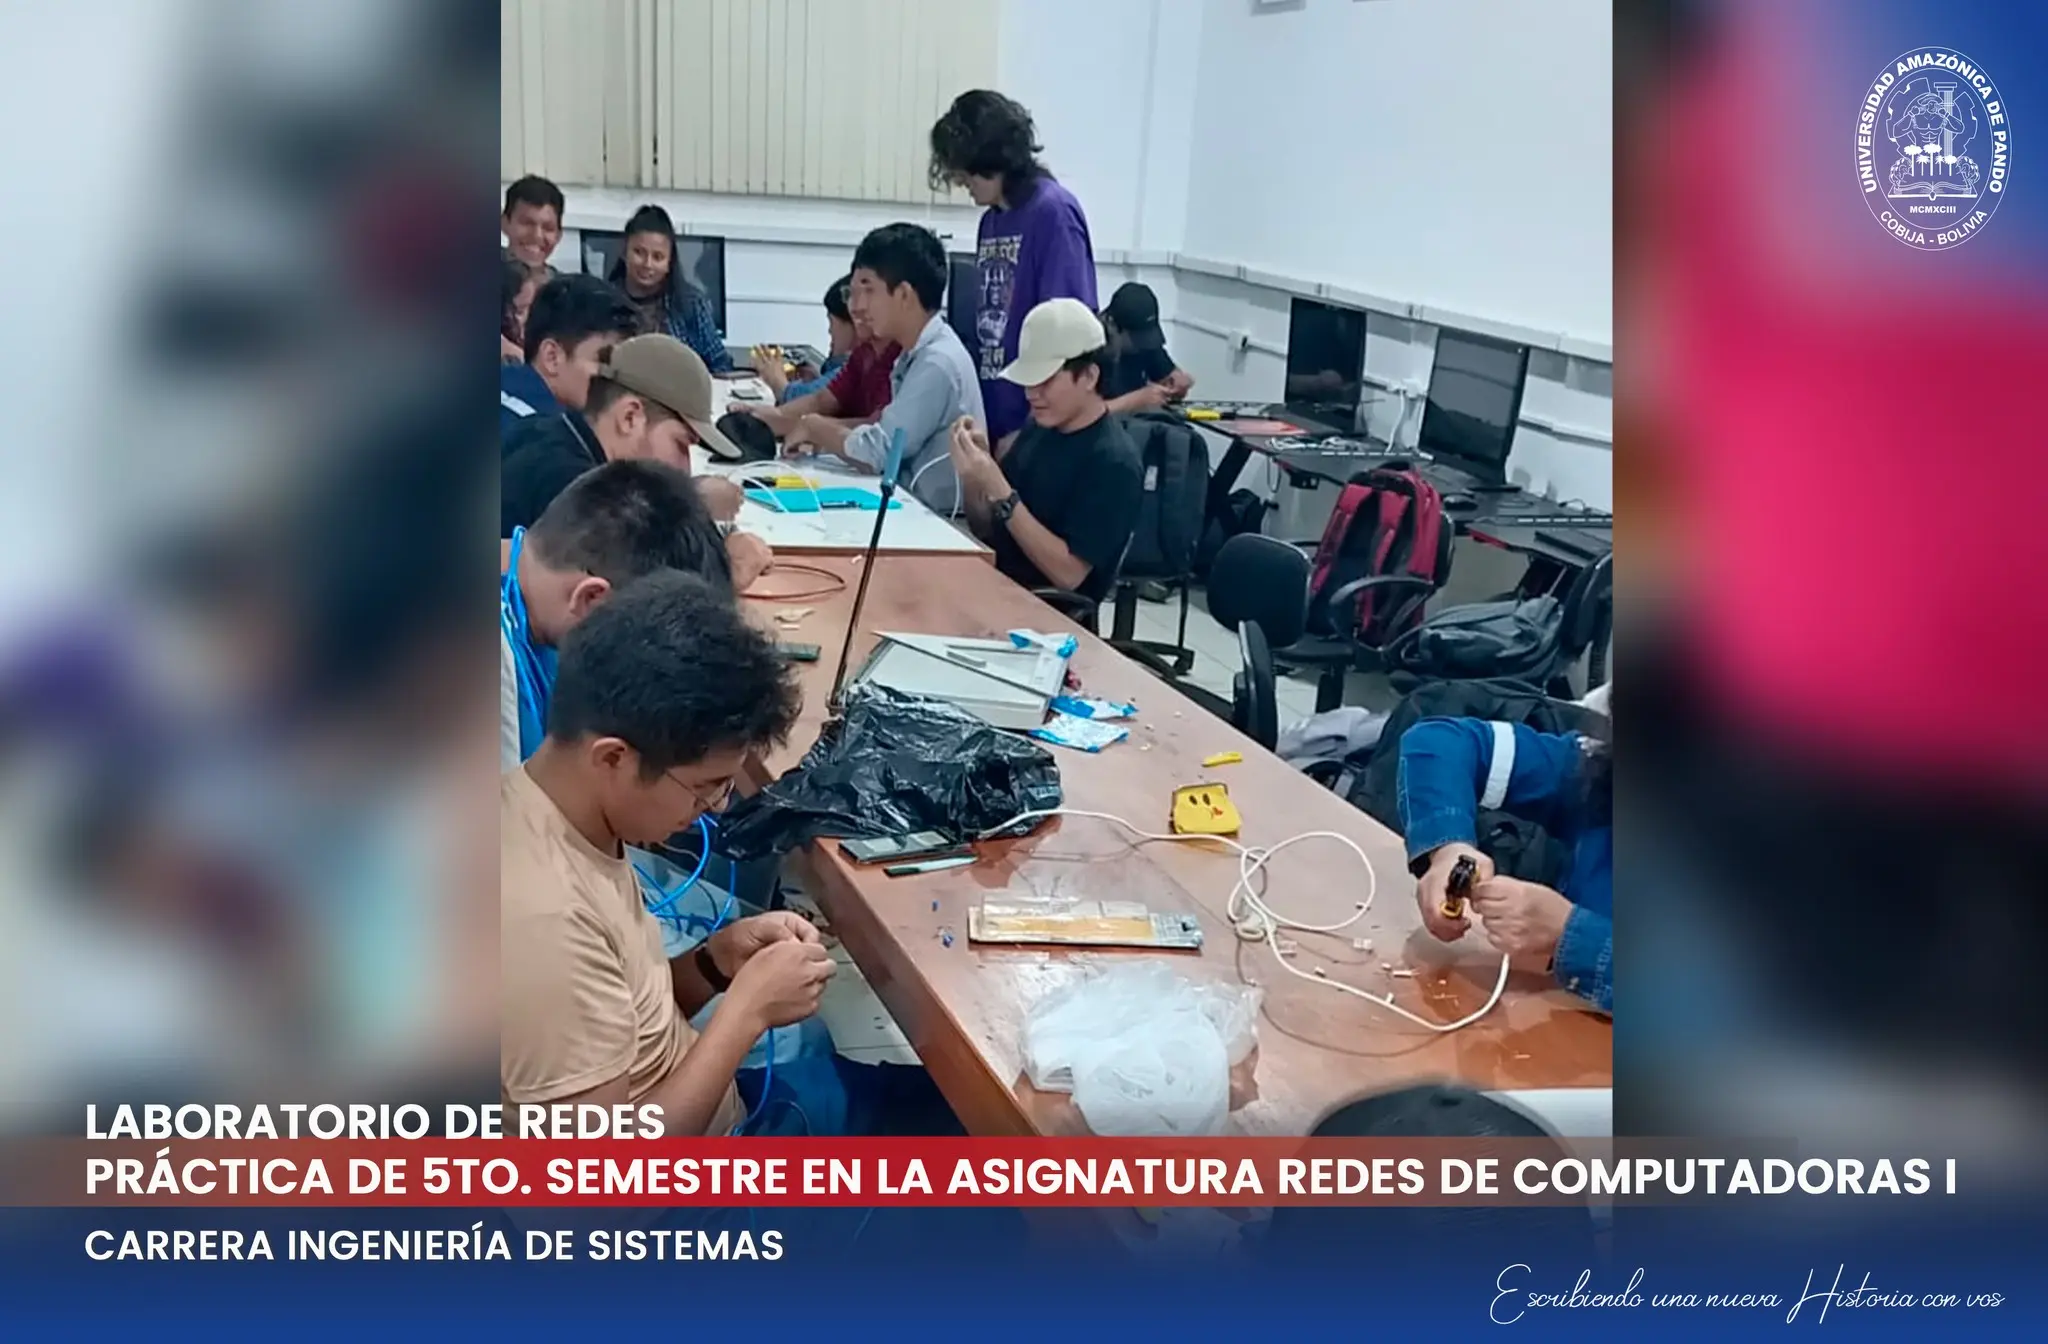 UNIVERSIDAD AMAZÓNICA DE PANDO
MCMXCIII
COBIJA - BOLIVIA
LABORATORIO DE REDES
PRÁCTICA DE 5TO. SEMESTRE EN LA ASIGNATURA REDES DE COMPUTADORAS I
CARRERA INGENIERÍA DE SISTEMAS
Escribiendo una nueva Historia con vos